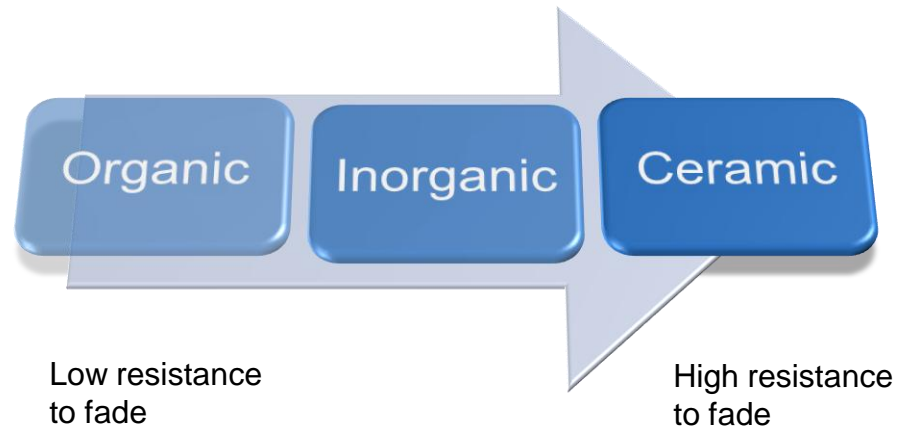 Organic
Inorganic
Ceramic
Low resistance
to fade
High resistance
to fade